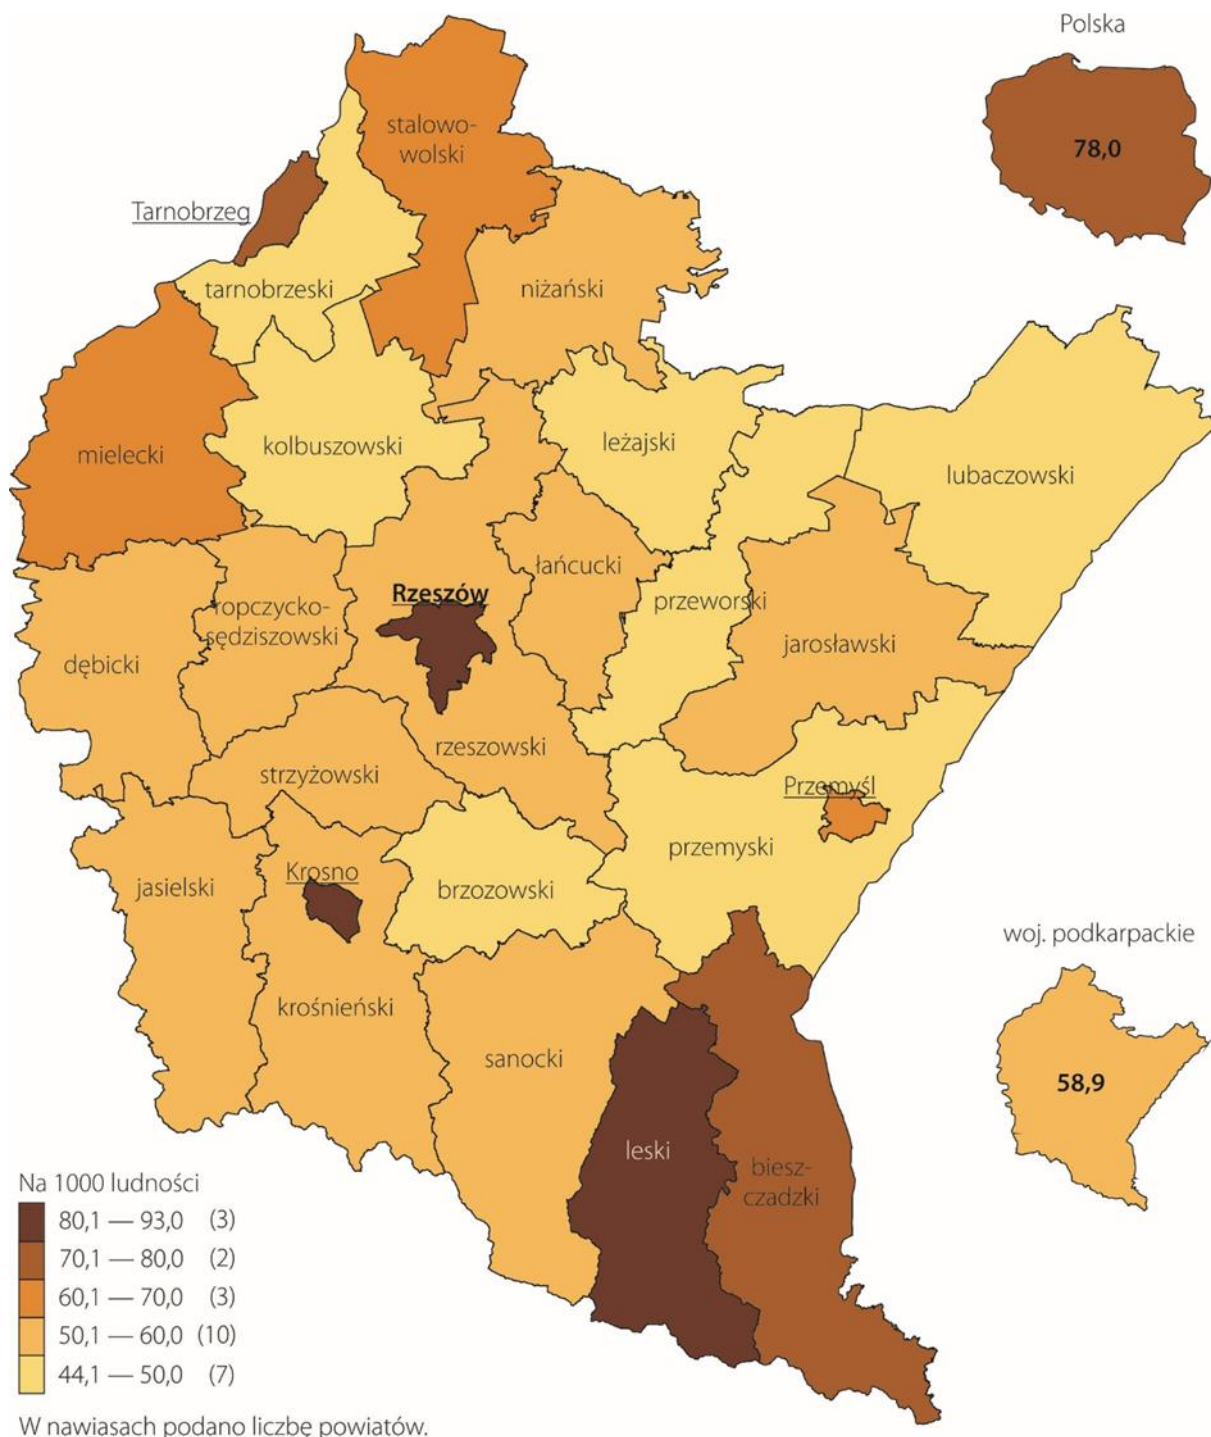 Polska
78,0
stalowo-
wolski
Tarnobrzeg
tarnobrzeski
niżański
mielecki
kolbuszowski
leżajski
lubaczowski
łańcucki
Rzeszów
przeworski
ropczycko-
sędziszowski
dębicki
jarosławski
rzeszowski
strzyżowski
Przemyśl
przemyski
Krosno
jasielski
brzozowski
woj. podkarpackie
58,9
krośnieński
sanocki
leski
biesz-
czadzki
Na 1000 ludności
80,1 — 93,0 (3)
70,1 — 80,0 (2)
60,1 — 70,0 (3)
50,1 — 60,0 (10)
44,1 — 50,0 (7)
W nawiasach podano liczbę powiatów.